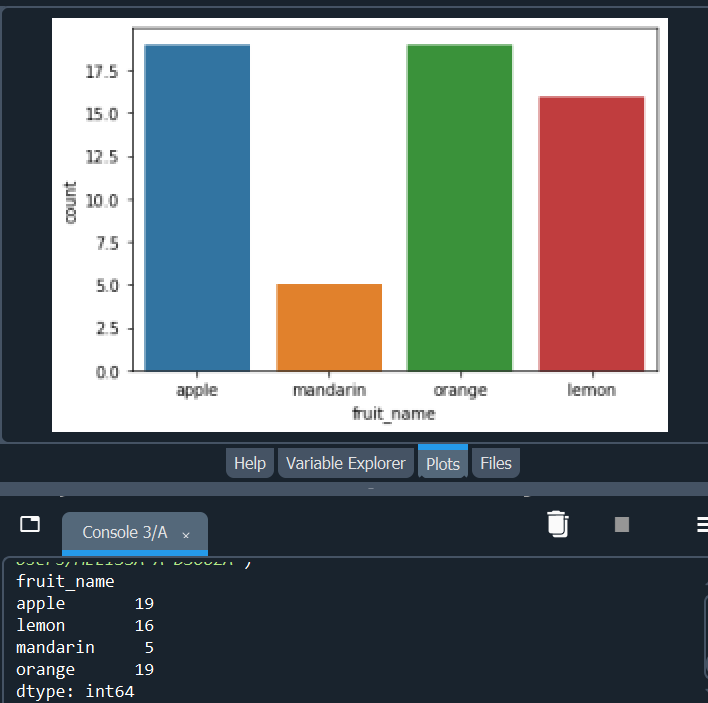 17.5
15.0
12.5
10.0
7.5
5.0
2.5
0.0
count
apple mandarin orange lemon
fruit_name
Help Variable Explorer Plots Files
Console 3/A ×
fruit_name
apple 19
lemon 16
mandarin 5
orange 19
dtype: int64